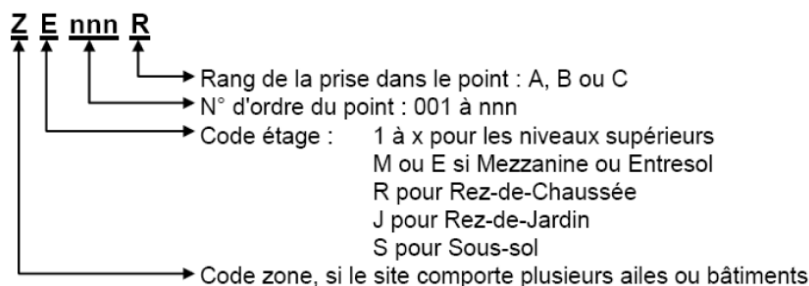 Z E nnn R
Rang de la prise dans le point : A, B ou C
N° d'ordre du point : 001 à nnn
Code étage : 1 à x pour les niveaux supérieurs
M ou E si Mezzanine ou Entresol
R pour Rez-de-Chaussée
J pour Rez-de-Jardin
S pour Sous-sol
Code zone, si le site comporte plusieurs ailes ou bâtiments